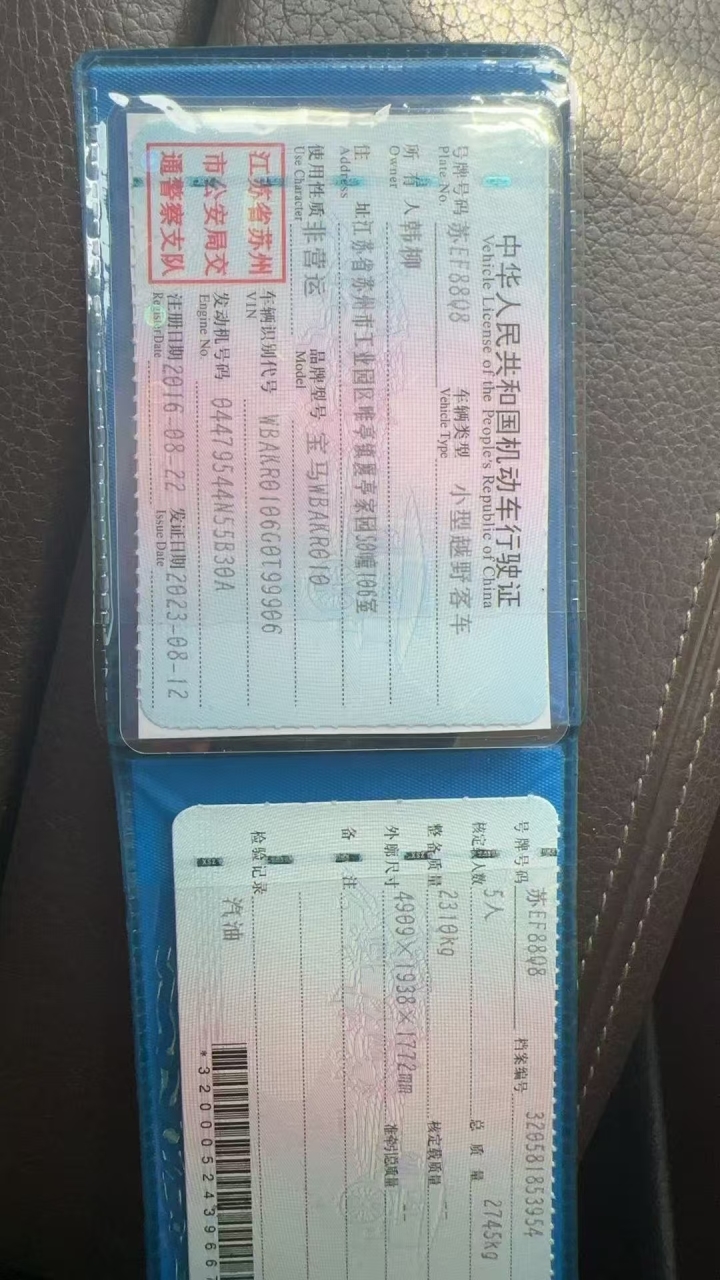 中华人民共和国机动车行驶证
Vehicle License of the People's Republic of China
号牌号码 苏EF88Q8 车辆类型 小型越野客车
Plate No. Vehicle Type
所有人 韩柳
Owner
住址 江苏省苏州市工业园区唯亭镇夏亭家园50幢106室
Address
使用性质 非营运 品牌型号 宝马WBAKR010
Use Character Model
江苏省苏州
市公安局交
通警察支队
车辆识别代号 WBAKR0106G0T99906
VIN
发动机号码 04479544N55B30A
Engine No.
注册日期 2016-08-22 发证日期 2023-08-12
Register Date Issue Date
号牌号码 苏EF88Q8 档案编号 320581853954
核定载人数 5人 总质量 2745kg
整备质量 2310kg 核定载质量 --
外廓尺寸 4909×1938×1772mm 准牵引总质量 --
备注
检验记录
汽油
*320005243966